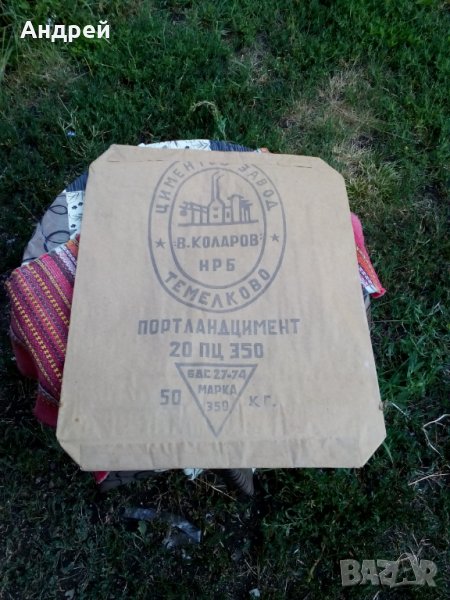 Андрей
ЦИМЕНТОВ ЗАВОД
"В. КОЛАРОВ"
НРБ
ТЕМЕЛКОВО
ПОРТЛАНДЦИМЕНТ
20 ПЦ 350
БДС 27-74
50 МАРКА КГ.
350
BAZAR